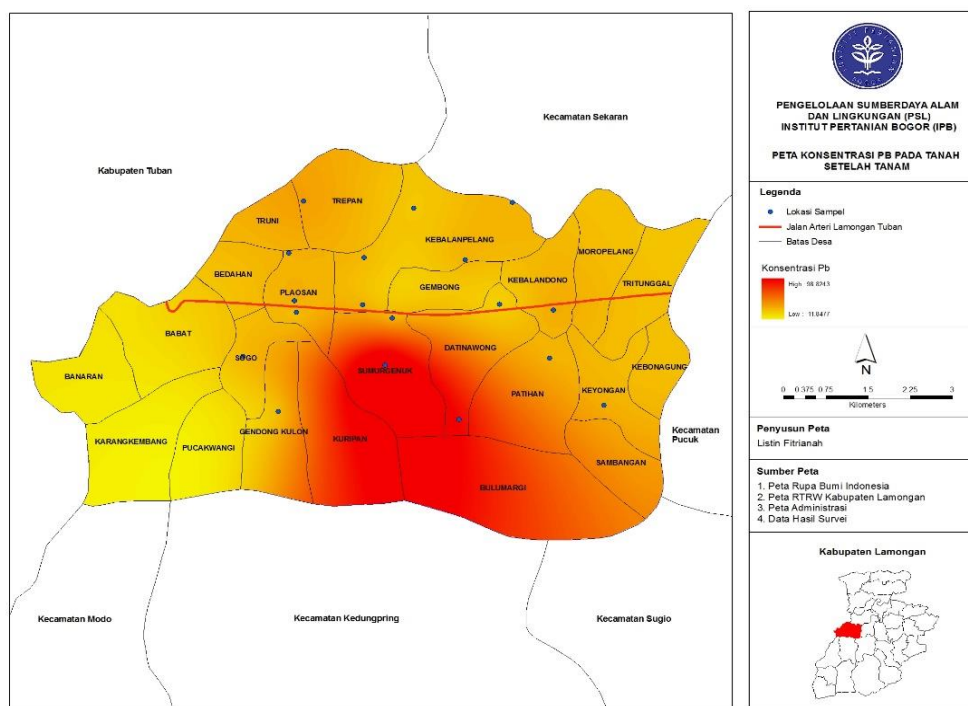 Kecamatan Sekaran
Kabupaten Tuban
TREPAN
TRUNI
KEBALANPELANG
MOROPELANG
BEDAHAN
GEMBONG
KEBALANDONO
TRITUNGGAL
PLAOSAN
BABAT
DATINAWONG
SOGO
KEBONAGUNG
BANARAN
SUMURGENUK
PATIHAN
KEYONGAN
GENDONG KULON
KURIPAN
KARANGKEMBANG
PUCAKWANGI
Kecamatan
Pucuk
SAMBANGAN
BULUMARGI
Kecamatan Modo
Kecamatan Kedungpring
Kecamatan Sugio
INSTITUT PERTANIAN
BOGOR
PENGELOLAAN SUMBERDAYA ALAM
DAN LINGKUNGAN (PSL)
INSTITUT PERTANIAN BOGOR (IPB)
PETA KONSENTRASI PB PADA TANAH
SETELAH TANAM
Legenda
Lokasi Sampel
Jalan Arteri Lamongan Tuban
Batas Desa
Konsentrasi Pb
High
Low :
N
0 0.375 0.75 1.5 2.25 3
Kilometers
Penyusun Peta
Listin Fitrianah
Sumber Peta
1. Peta Rupa Bumi Indonesia
2. Peta RTRW Kabupaten Lamongan
3. Peta Administrasi
4. Data Hasil Survei
Kabupaten Lamongan